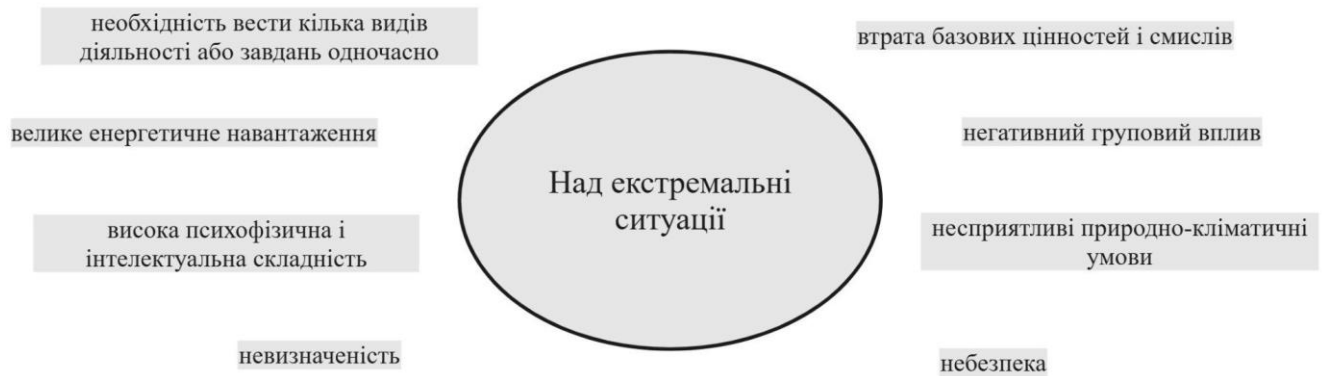 необхідність вести кілька видів
діяльності або завдань одночасно
велике енергетичне навантаження
висока психофізична і
інтелектуальна складність
невизначеність
Над екстремальні
ситуації
втрата базових цінностей і смислів
негативний груповий вплив
несприятливі природно-кліматичні
умови
небезпека